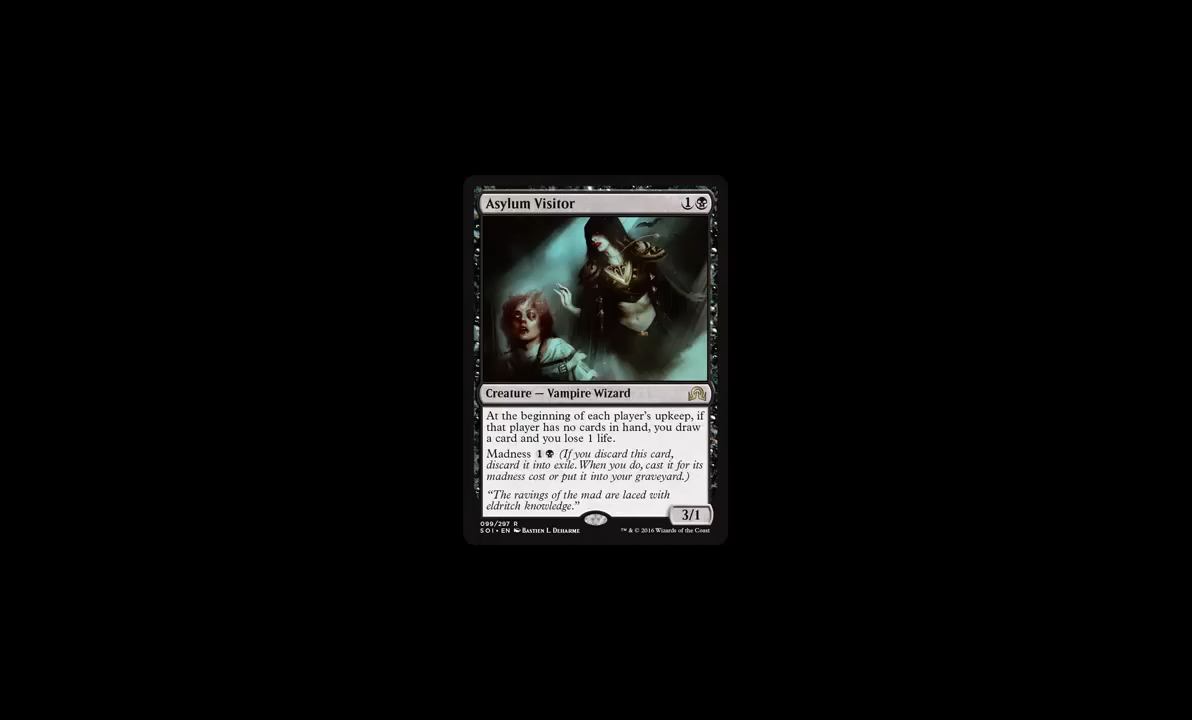 Asylum Visitor 1
Creature — Vampire Wizard
At the beginning of each player's upkeep, if
that player has no cards in hand, you draw
a card and you lose 1 life.
Madness 1 (If you discard this card,
discard it into exile. When you do, cast it for its
madness cost or put it into your graveyard.)
"The ravings of the mad are laced with
eldritch knowledge."
3/1
099/297 R
SOI • EN Bastien L. Deharme
™ & © 2016 Wizards of the Coast